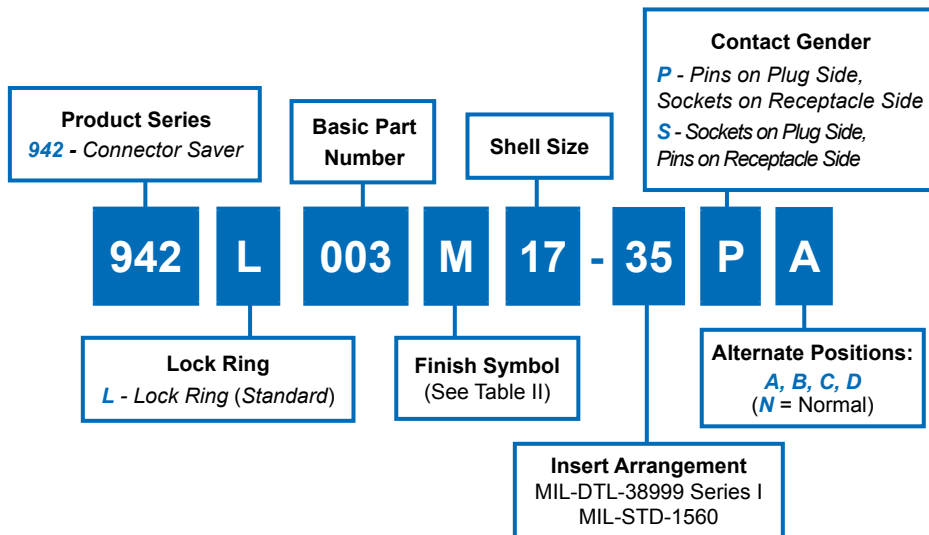 Contact Gender
P - Pins on Plug Side,
Sockets on Receptacle Side
S - Sockets on Plug Side,
Pins on Receptacle Side
Product Series
942 - Connector Saver
Basic Part
Number
Shell Size
942 L 003 M 17 - 35 P A
Lock Ring
L - Lock Ring (Standard)
Finish Symbol
(See Table II)
Alternate Positions:
A, B, C, D
(N = Normal)
Insert Arrangement
MIL-DTL-38999 Series I
MIL-STD-1560